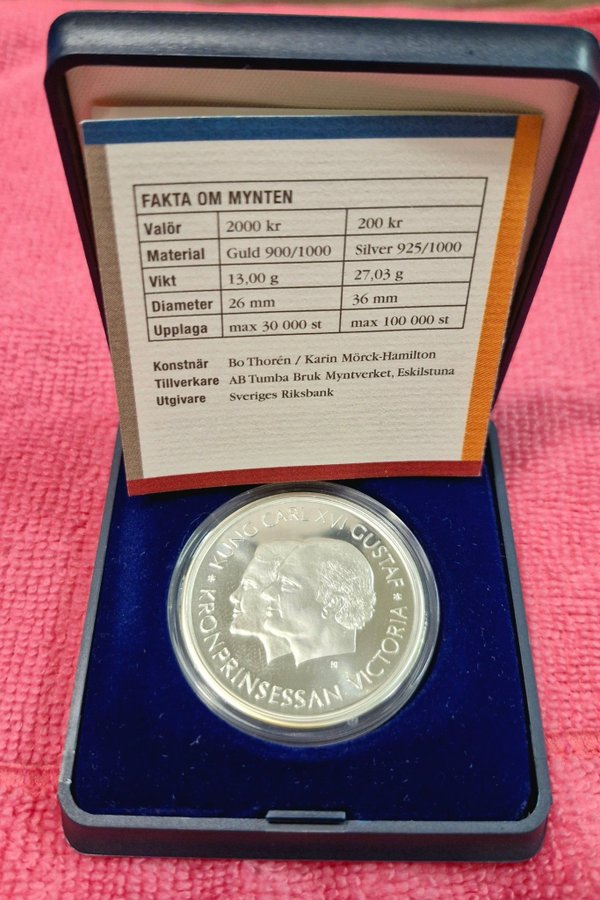 FAKTA OM MYNTEN
Valör 2000 kr 200 kr
Material Guld 900/1000 Silver 925/1000
Vikt 13,00 g 27,03 g
Diameter 26 mm 36 mm
Upplaga max 30 000 st max 100 000 st
Konstnär Bo Thorén / Karin Mörck-Hamilton
Tillverkare AB Tumba Bruk Myntverket, Eskilstuna
Utgivare Sveriges Riksbank
* KUNG CARL XVI GUSTAF *
KRONPRINSESSAN VICTORIA